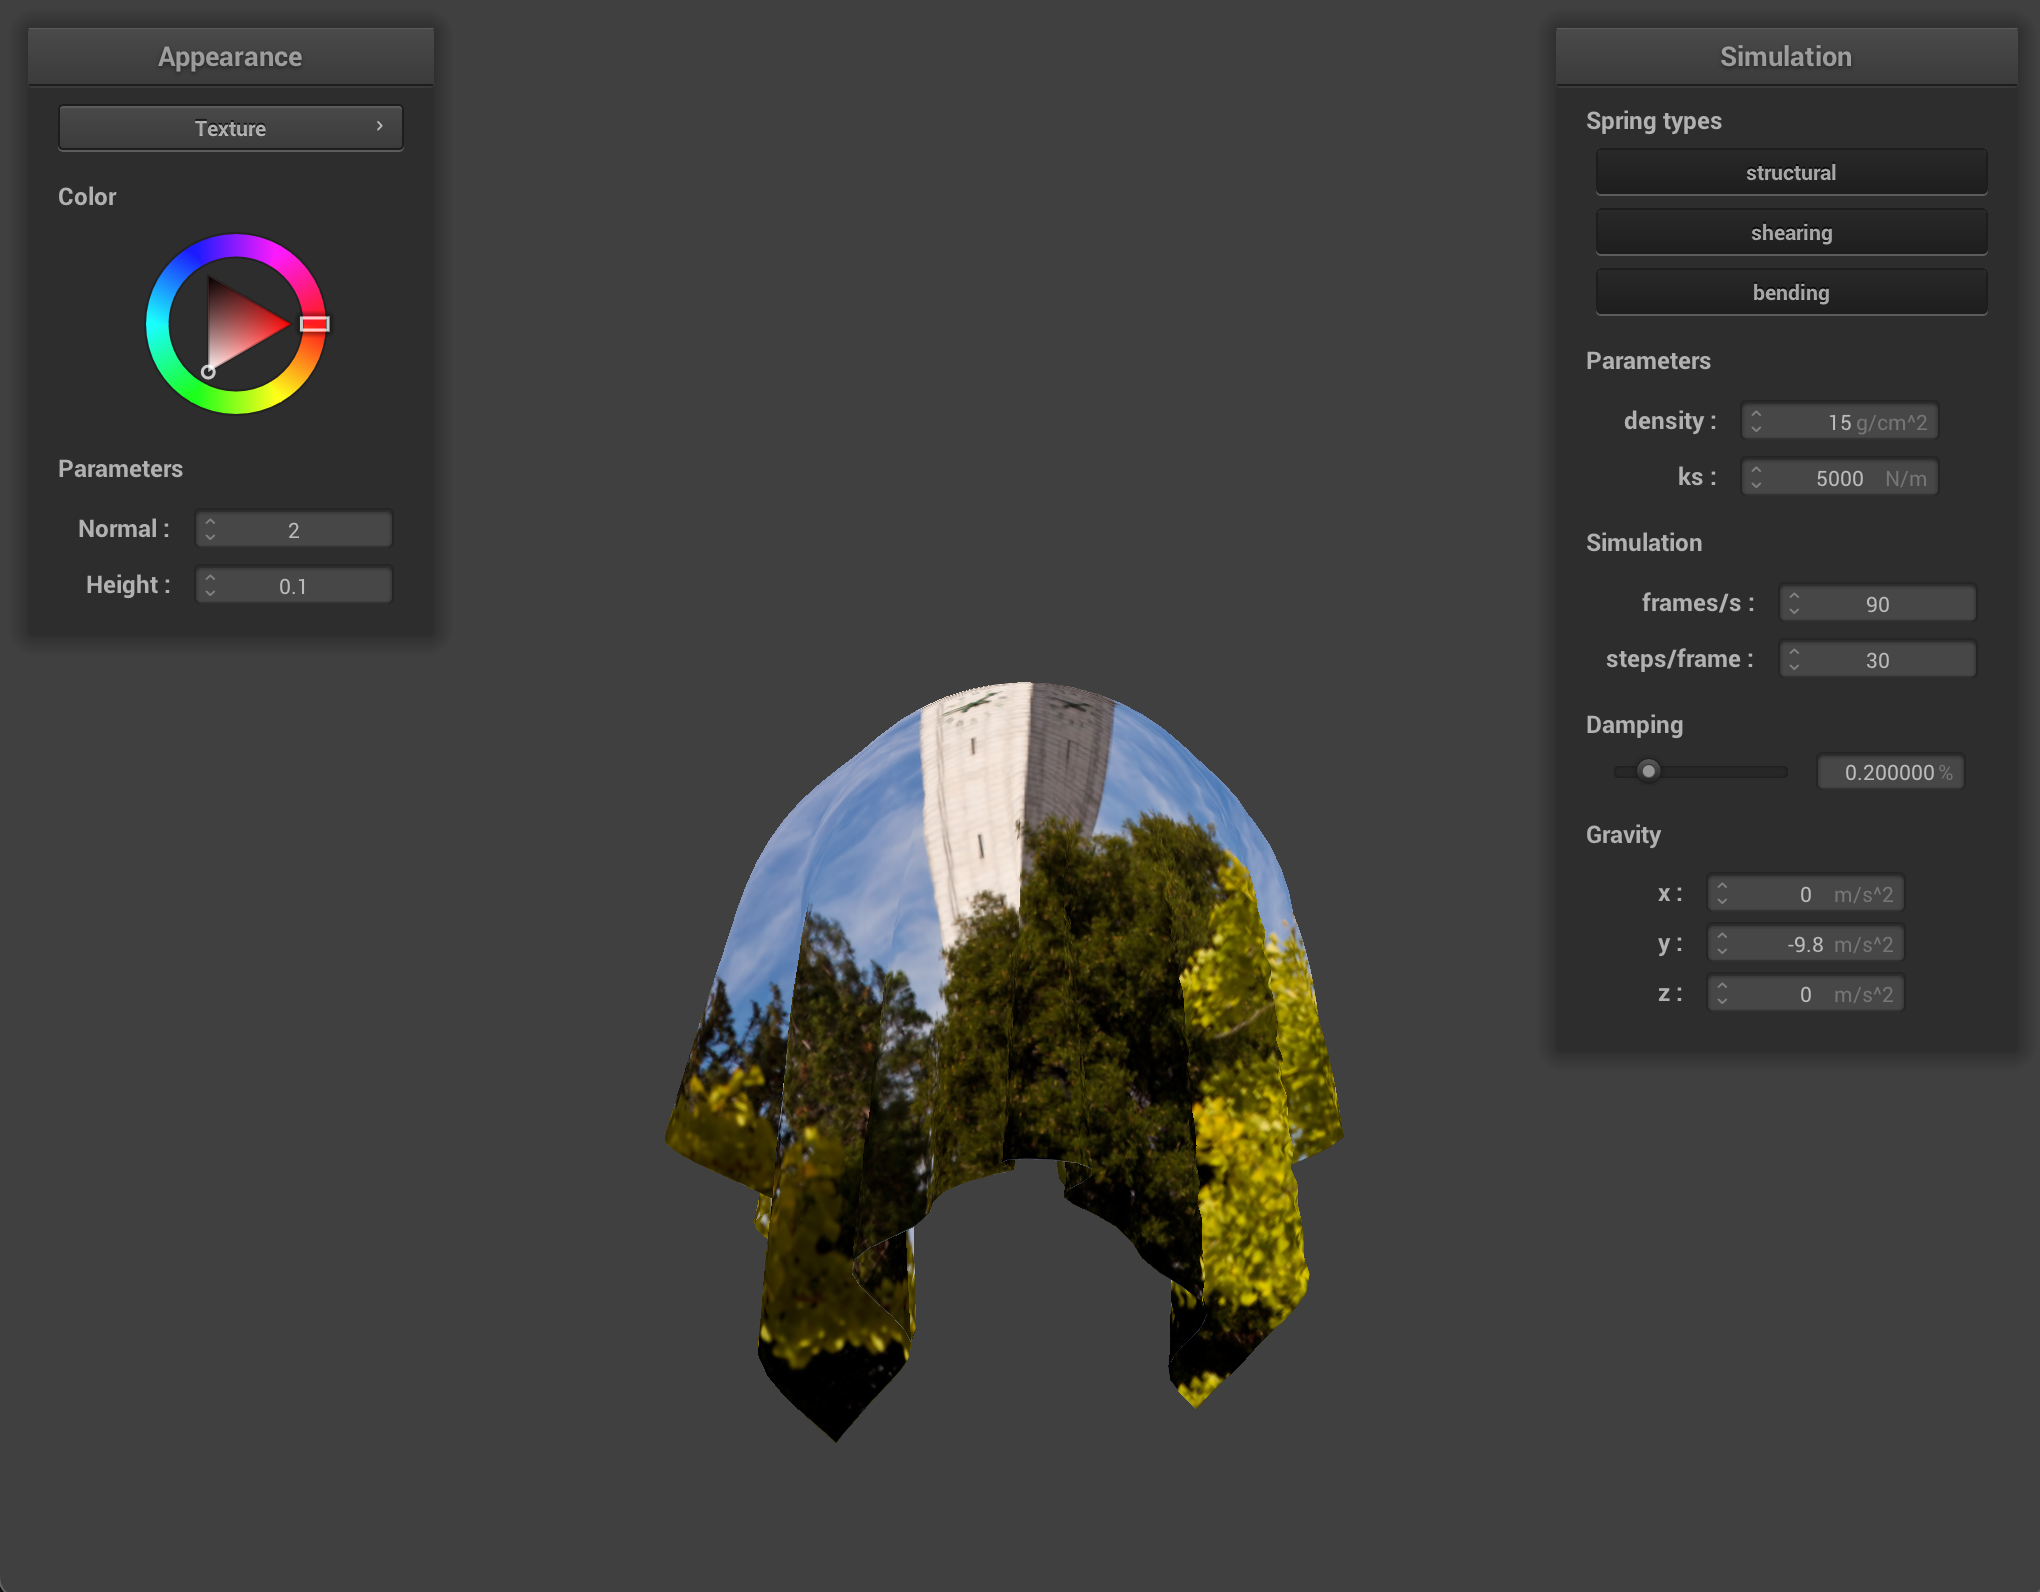 Appearance
Texture
Color
Parameters
Normal : 2
Height : 0.1
Simulation
Spring types
structural
shearing
bending
Parameters
density : 15 g/cm^2
ks : 5000 N/m
Simulation
frames/s : 90
steps/frame : 30
Damping
0.200000 %
Gravity
x : 0 m/s^2
y : -9.8 m/s^2
z : 0 m/s^2